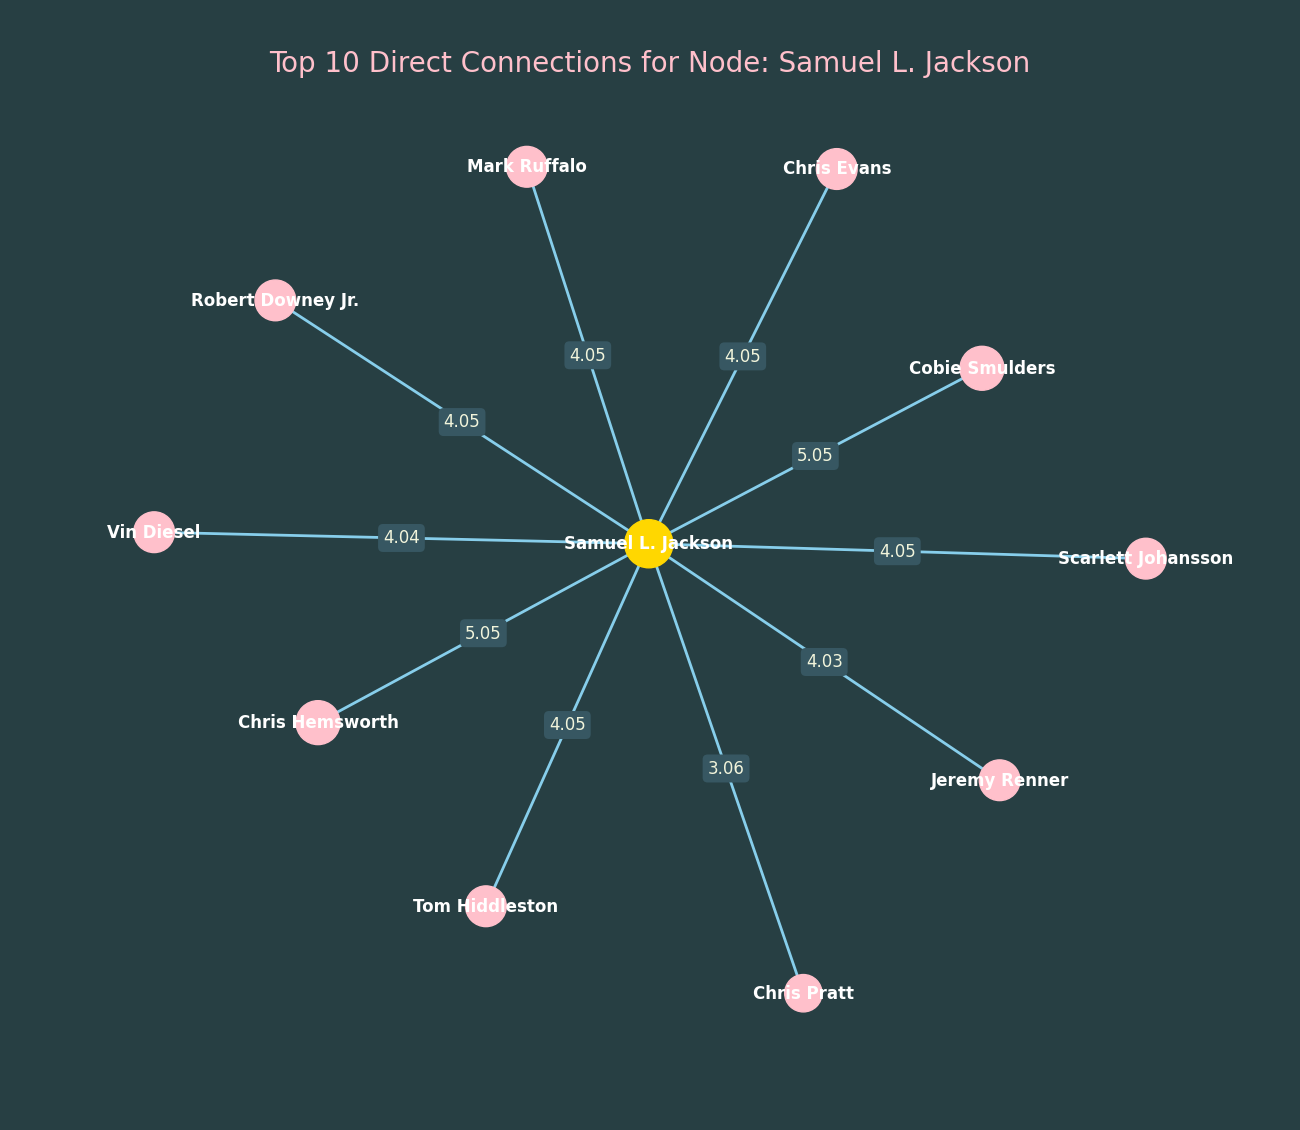 Top 10 Direct Connections for Node: Samuel L. Jackson
Mark Ruffalo
Chris Evans
Robert Downey Jr.
4.05
4.05
Cobie Smulders
4.05
5.05
Vin Diesel
4.04
Samuel L. Jackson
4.05
Scarlett Johansson
5.05
4.03
Chris Hemsworth
4.05
3.06
Jeremy Renner
Tom Hiddleston
Chris Pratt